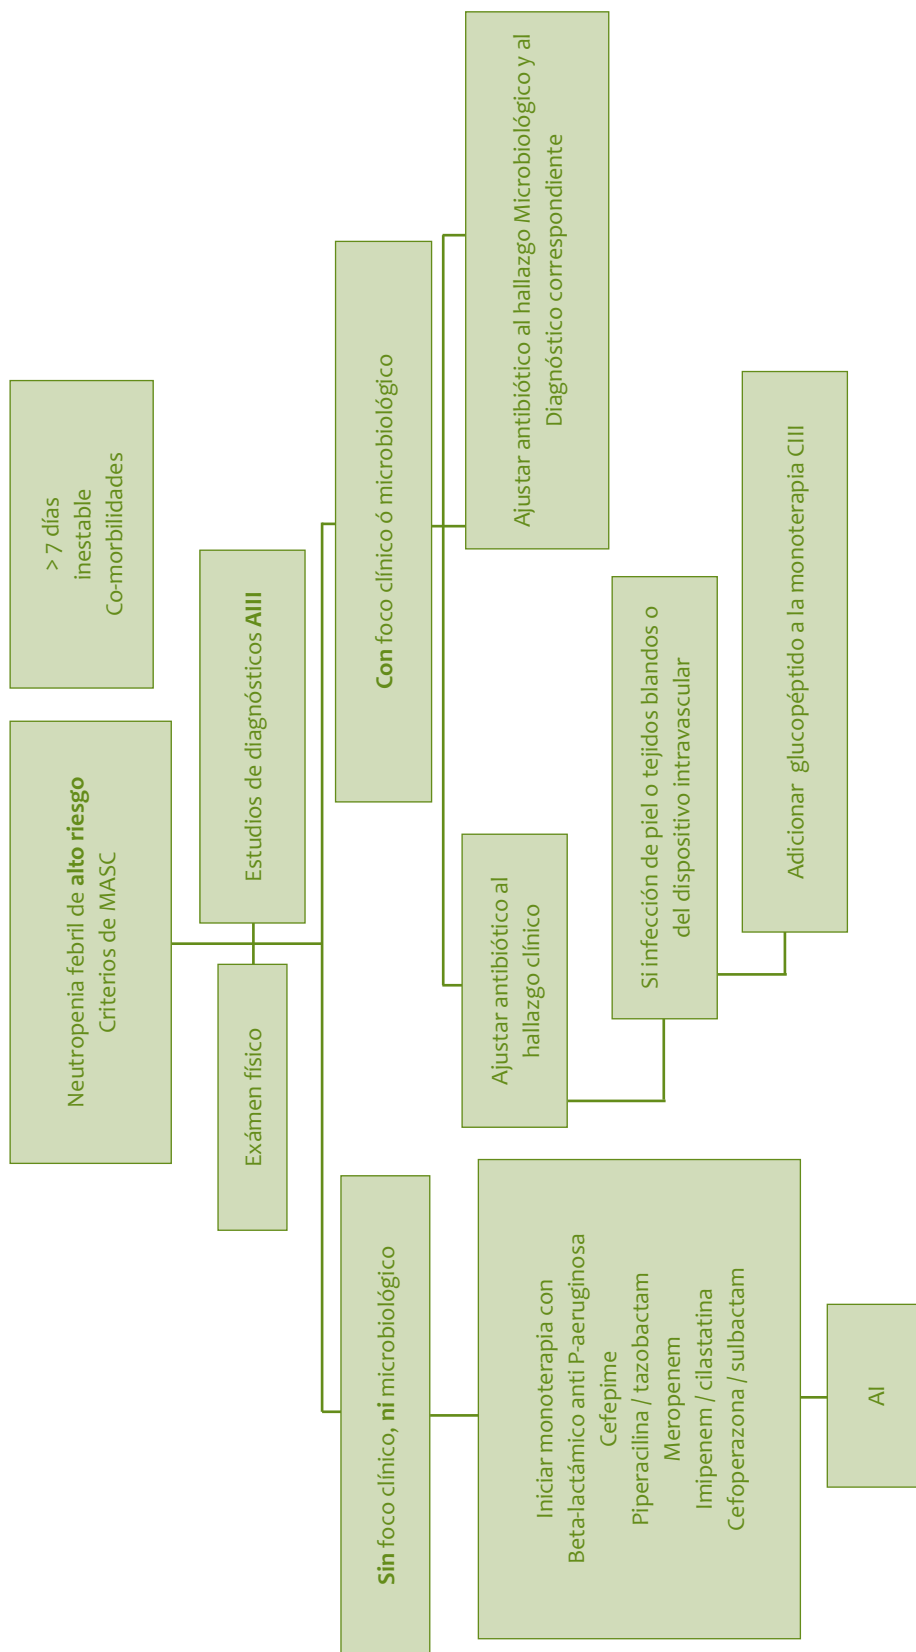 Neutropenia febril de alto riesgo
Criterios de MASC
> 7 días
inestable
Co-morbilidades
Exámen físico
Estudios de diagnósticos AIII
Sin foco clínico, ni microbiológico
Con foco clínico ó microbiológico
Iniciar monoterapia con
Beta-lactámico anti P-aeruginosa
Cefepime
Piperacilina / tazobactam
Meropenem
Imipenem / cilastatina
Cefoperazona / sulbactam
AI
Ajustar antibiótico al
hallazgo clínico
Ajustar antibiótico al hallazgo Microbiológico y al
Diagnóstico correspondiente
Si infección de piel o tejidos blandos o
del dispositivo intravascular
Adicionar glucopéptido a la monoterapia CIII